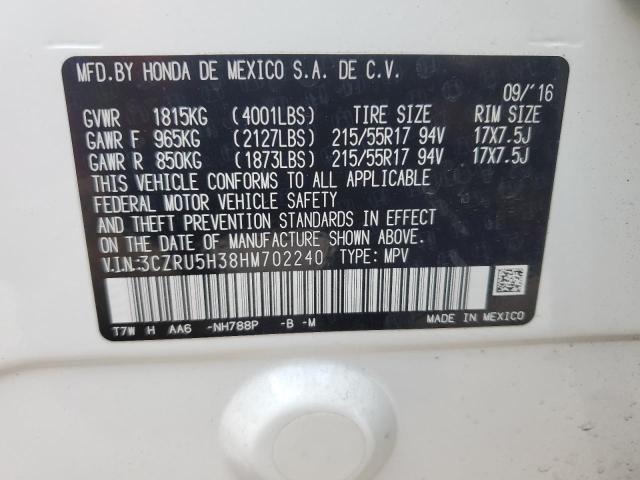 MFD.BY HONDA DE MEXICO S.A. DE C.V.
09/'16
GVWR 1815KG (4001LBS) TIRE SIZE RIM SIZE
GAWR F 965KG (2127LBS) 215/55R17 94V 17X7.5J
GAWR R 850KG (1873LBS) 215/55R17 94V 17X7.5J
THIS VEHICLE CONFORMS TO ALL APPLICABLE
FEDERAL MOTOR VEHICLE SAFETY
AND THEFT PREVENTION STANDARDS IN EFFECT
ON THE DATE OF MANUFACTURE SHOWN ABOVE.
V.I.N:3CZRU5H38HM702240 TYPE: MPV
T7W H AA6 -NH788P -B -M MADE IN MEXICO